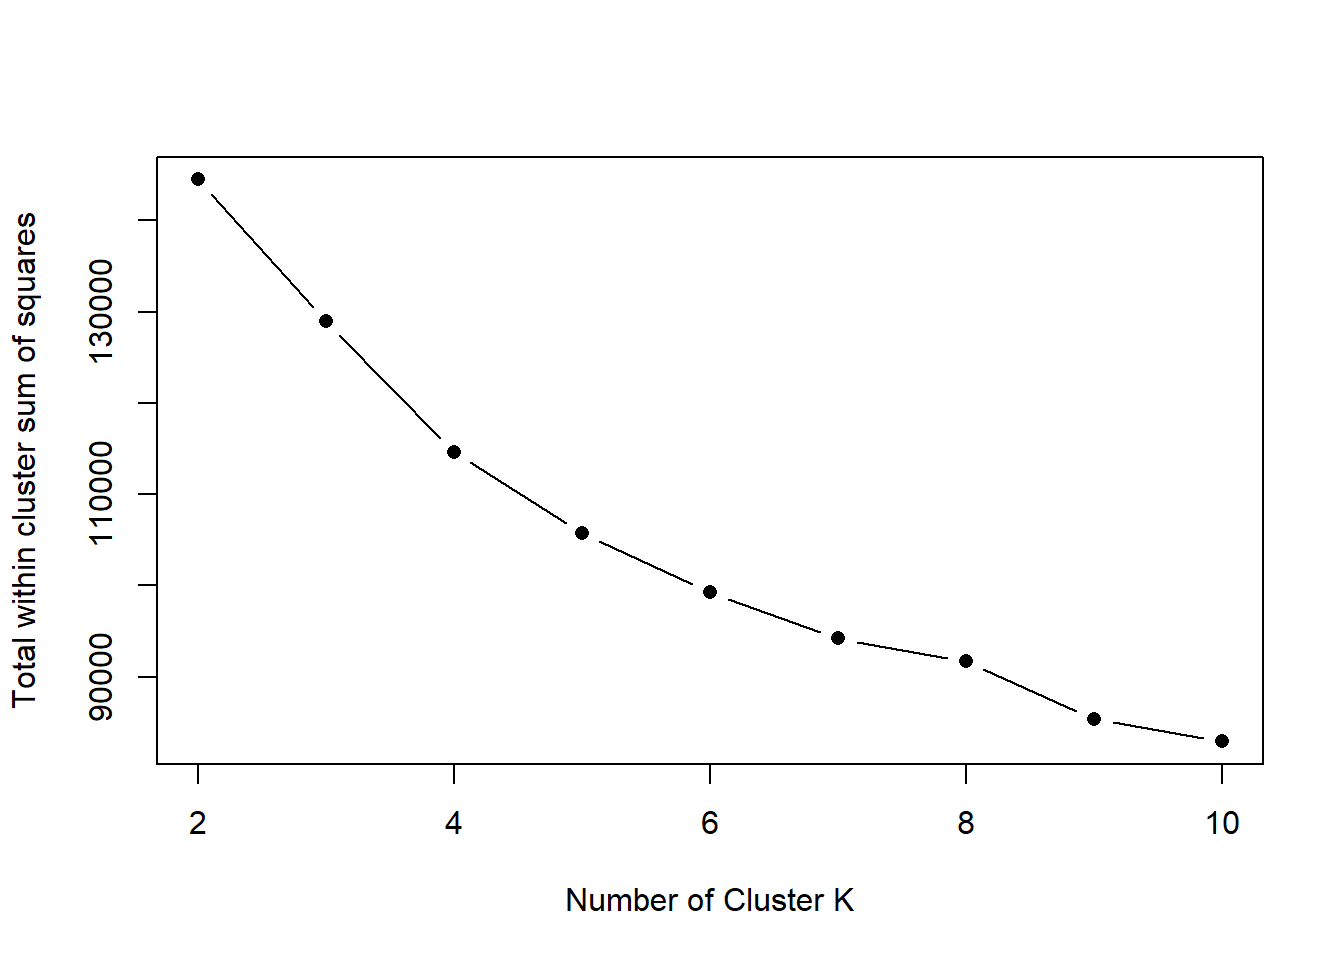 Total within cluster sum of squares
130000
110000
90000
2 4 6 8 10
Number of Cluster K